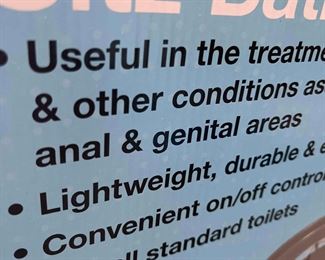 • Useful in the treatme
& other conditions as
anal & genital areas
• Lightweight, durable & e
• Convenient on/off contro
standard toilets